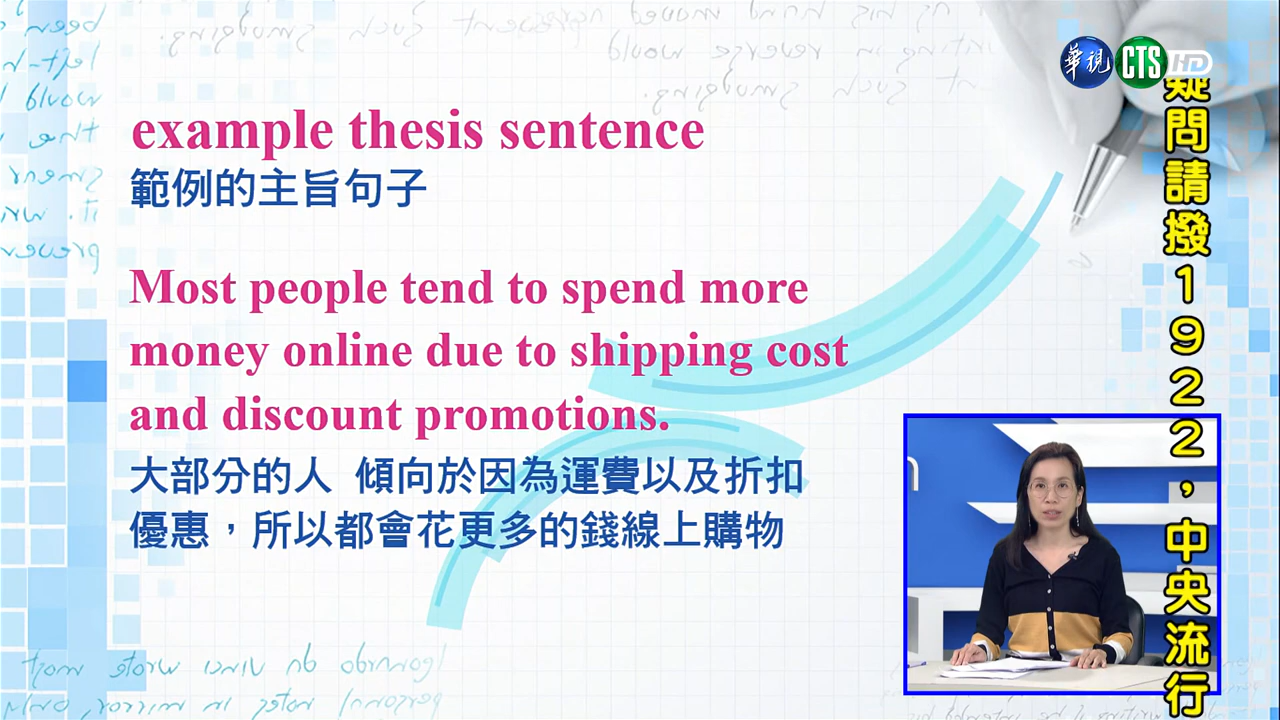 華視 CTS HD
example thesis sentence
範例的主旨句子
Most people tend to spend more
money online due to shipping cost
and discount promotions.
大部分的人 傾向於因為運費以及折扣
優惠，所以都會花更多的錢線上購物
疑問請撥1922，中央流行